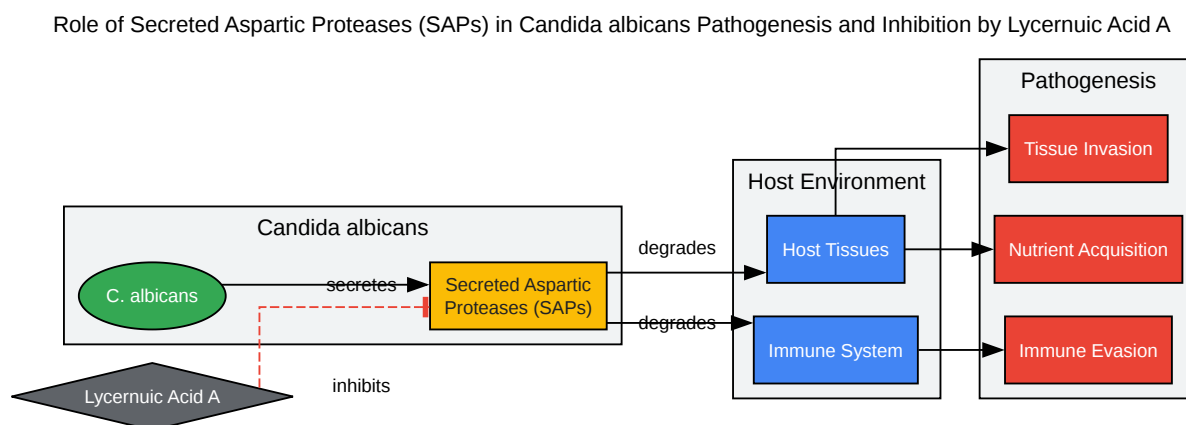 Role of Secreted Aspartic Proteases (SAPs) in Candida albicans Pathogenesis and Inhibition by Lycernuic Acid A
Pathogenesis
Tissue Invasion
Host Environment
Candida albicans
degrades
Host Tissues
Nutrient Acquisition
C. albicans
secretes
Secreted Aspartic
Proteases (SAPs)
degrades
Immune System
Immune Evasion
Lycernuic Acid A
inhibits